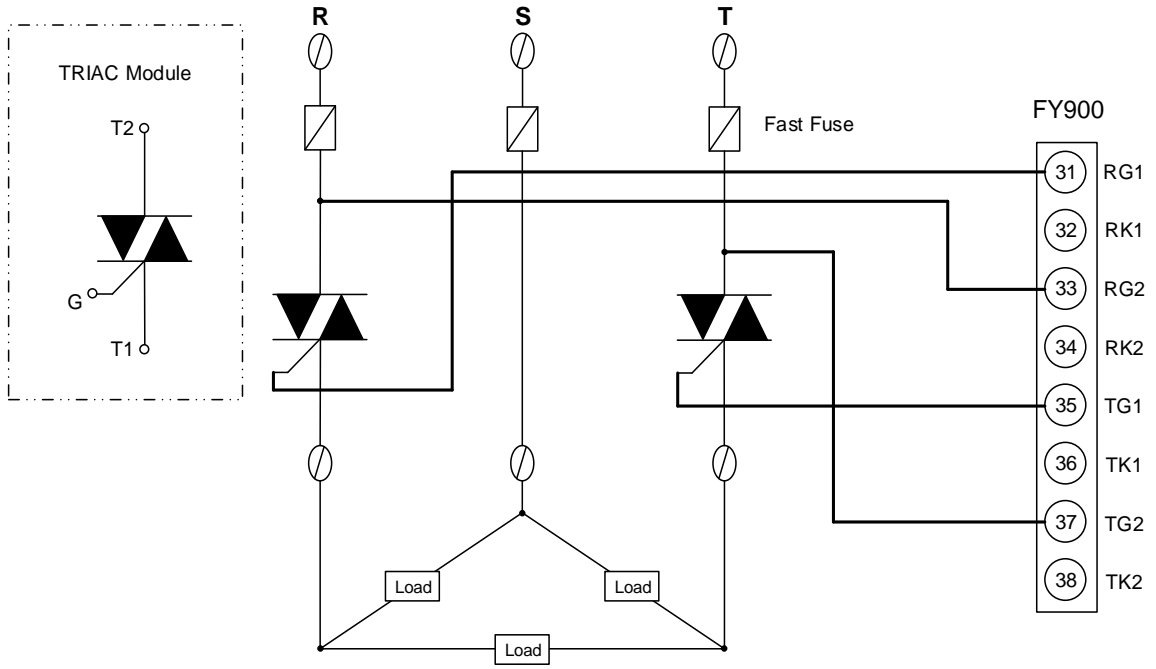 R
S
T
TRIAC Module
T2
G
T1
Fast Fuse
FY900
31 RG1
32 RK1
33 RG2
34 RK2
35 TG1
36 TK1
37 TG2
38 TK2
Load
Load
Load